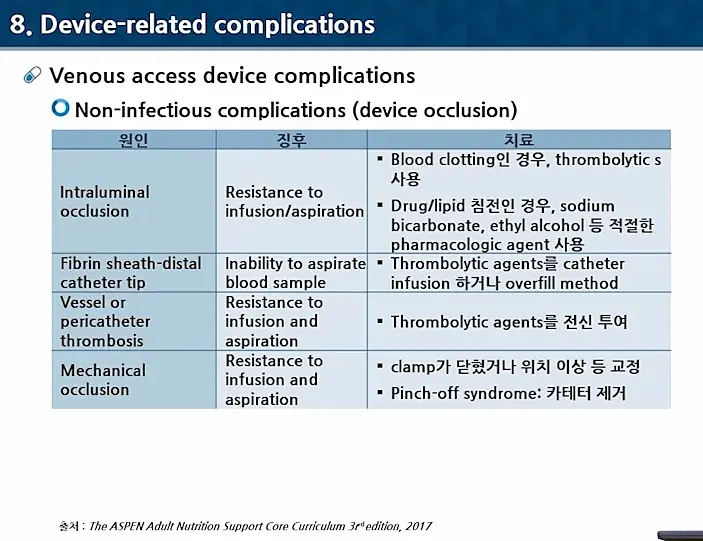 8. Device-related complications
Venous access device complications
Non-infectious complications (device occlusion)
원인 징후 치료
Intraluminal
occlusion
Resistance to
infusion/aspiration
▪ Blood clotting인 경우, thrombolytic s
사용
▪ Drug/lipid 침전인 경우, sodium
bicarbonate, ethyl alcohol 등 적절한
pharmacologic agent 사용
Fibrin sheath-distal
catheter tip
Inability to aspirate
blood sample
▪ Thrombolytic agents를 catheter
infusion 하거나 overfill method
Vessel or
pericatheter
thrombosis
Resistance to
infusion and
aspiration
▪ Thrombolytic agents를 전신 투여
Mechanical
occlusion
Resistance to
infusion and
aspiration
▪ clamp가 닫혔거나 위치 이상 등 교정
▪ Pinch-off syndrome: 카테터 제거
출처 : The ASPEN Adult Nutrition Support Core Curriculum 3rd edition, 2017